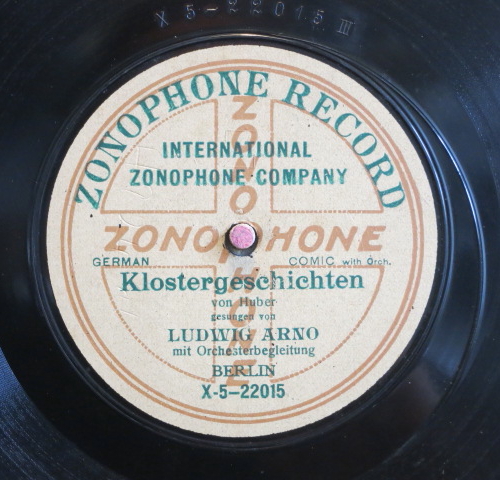 X 5-22015 III
ZONOPHONE RECORD
INTERNATIONAL
ZONOPHONE COMPANY
ZONOPHONE
ZONOPHONE
GERMAN COMIC with Orch.
Klostergeschichten
von Huber
gesungen von
LUDWIG ARNO
mit Orchesterbegleitung
BERLIN
X-5-22015